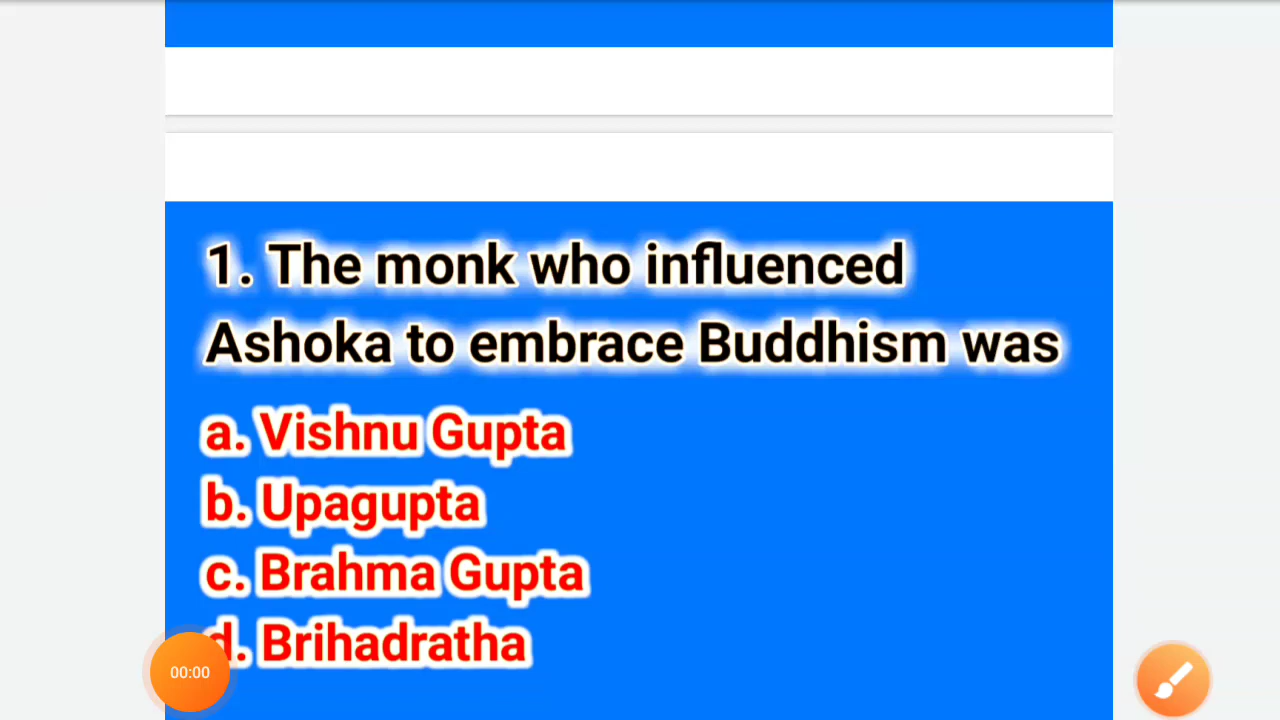 1. The monk who influenced
Ashoka to embrace Buddhism was
a. Vishnu Gupta
b. Upagupta
c. Brahma Gupta
d. Brihadratha
00:00